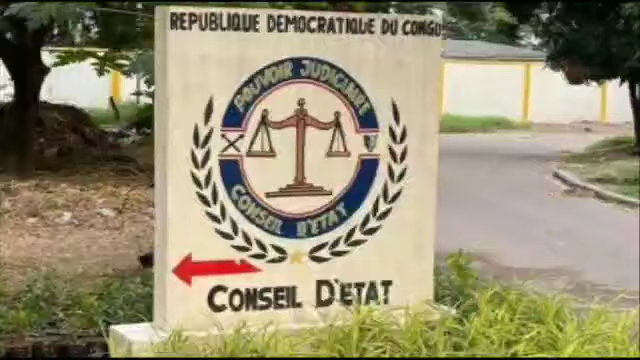 REPUBLIQUE DEMOCRATIQUE DU CONGO
POUVOIR JUDICIAIRE
CONSEIL D'ETAT
CONSEIL D'ETAT